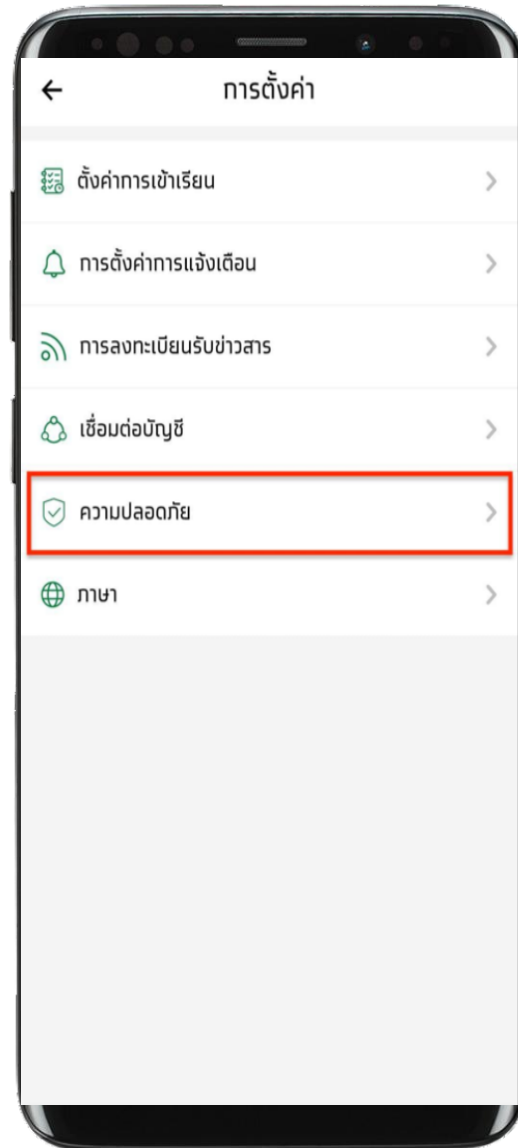 การตั้งค่า
ตั้งค่าการเข้าเรียน
การตั้งค่าการแจ้งเตือน
การลงทะเบียนรับข่าวสาร
เชื่อมต่อบัญชี
ความปลอดภัย
ภาษา